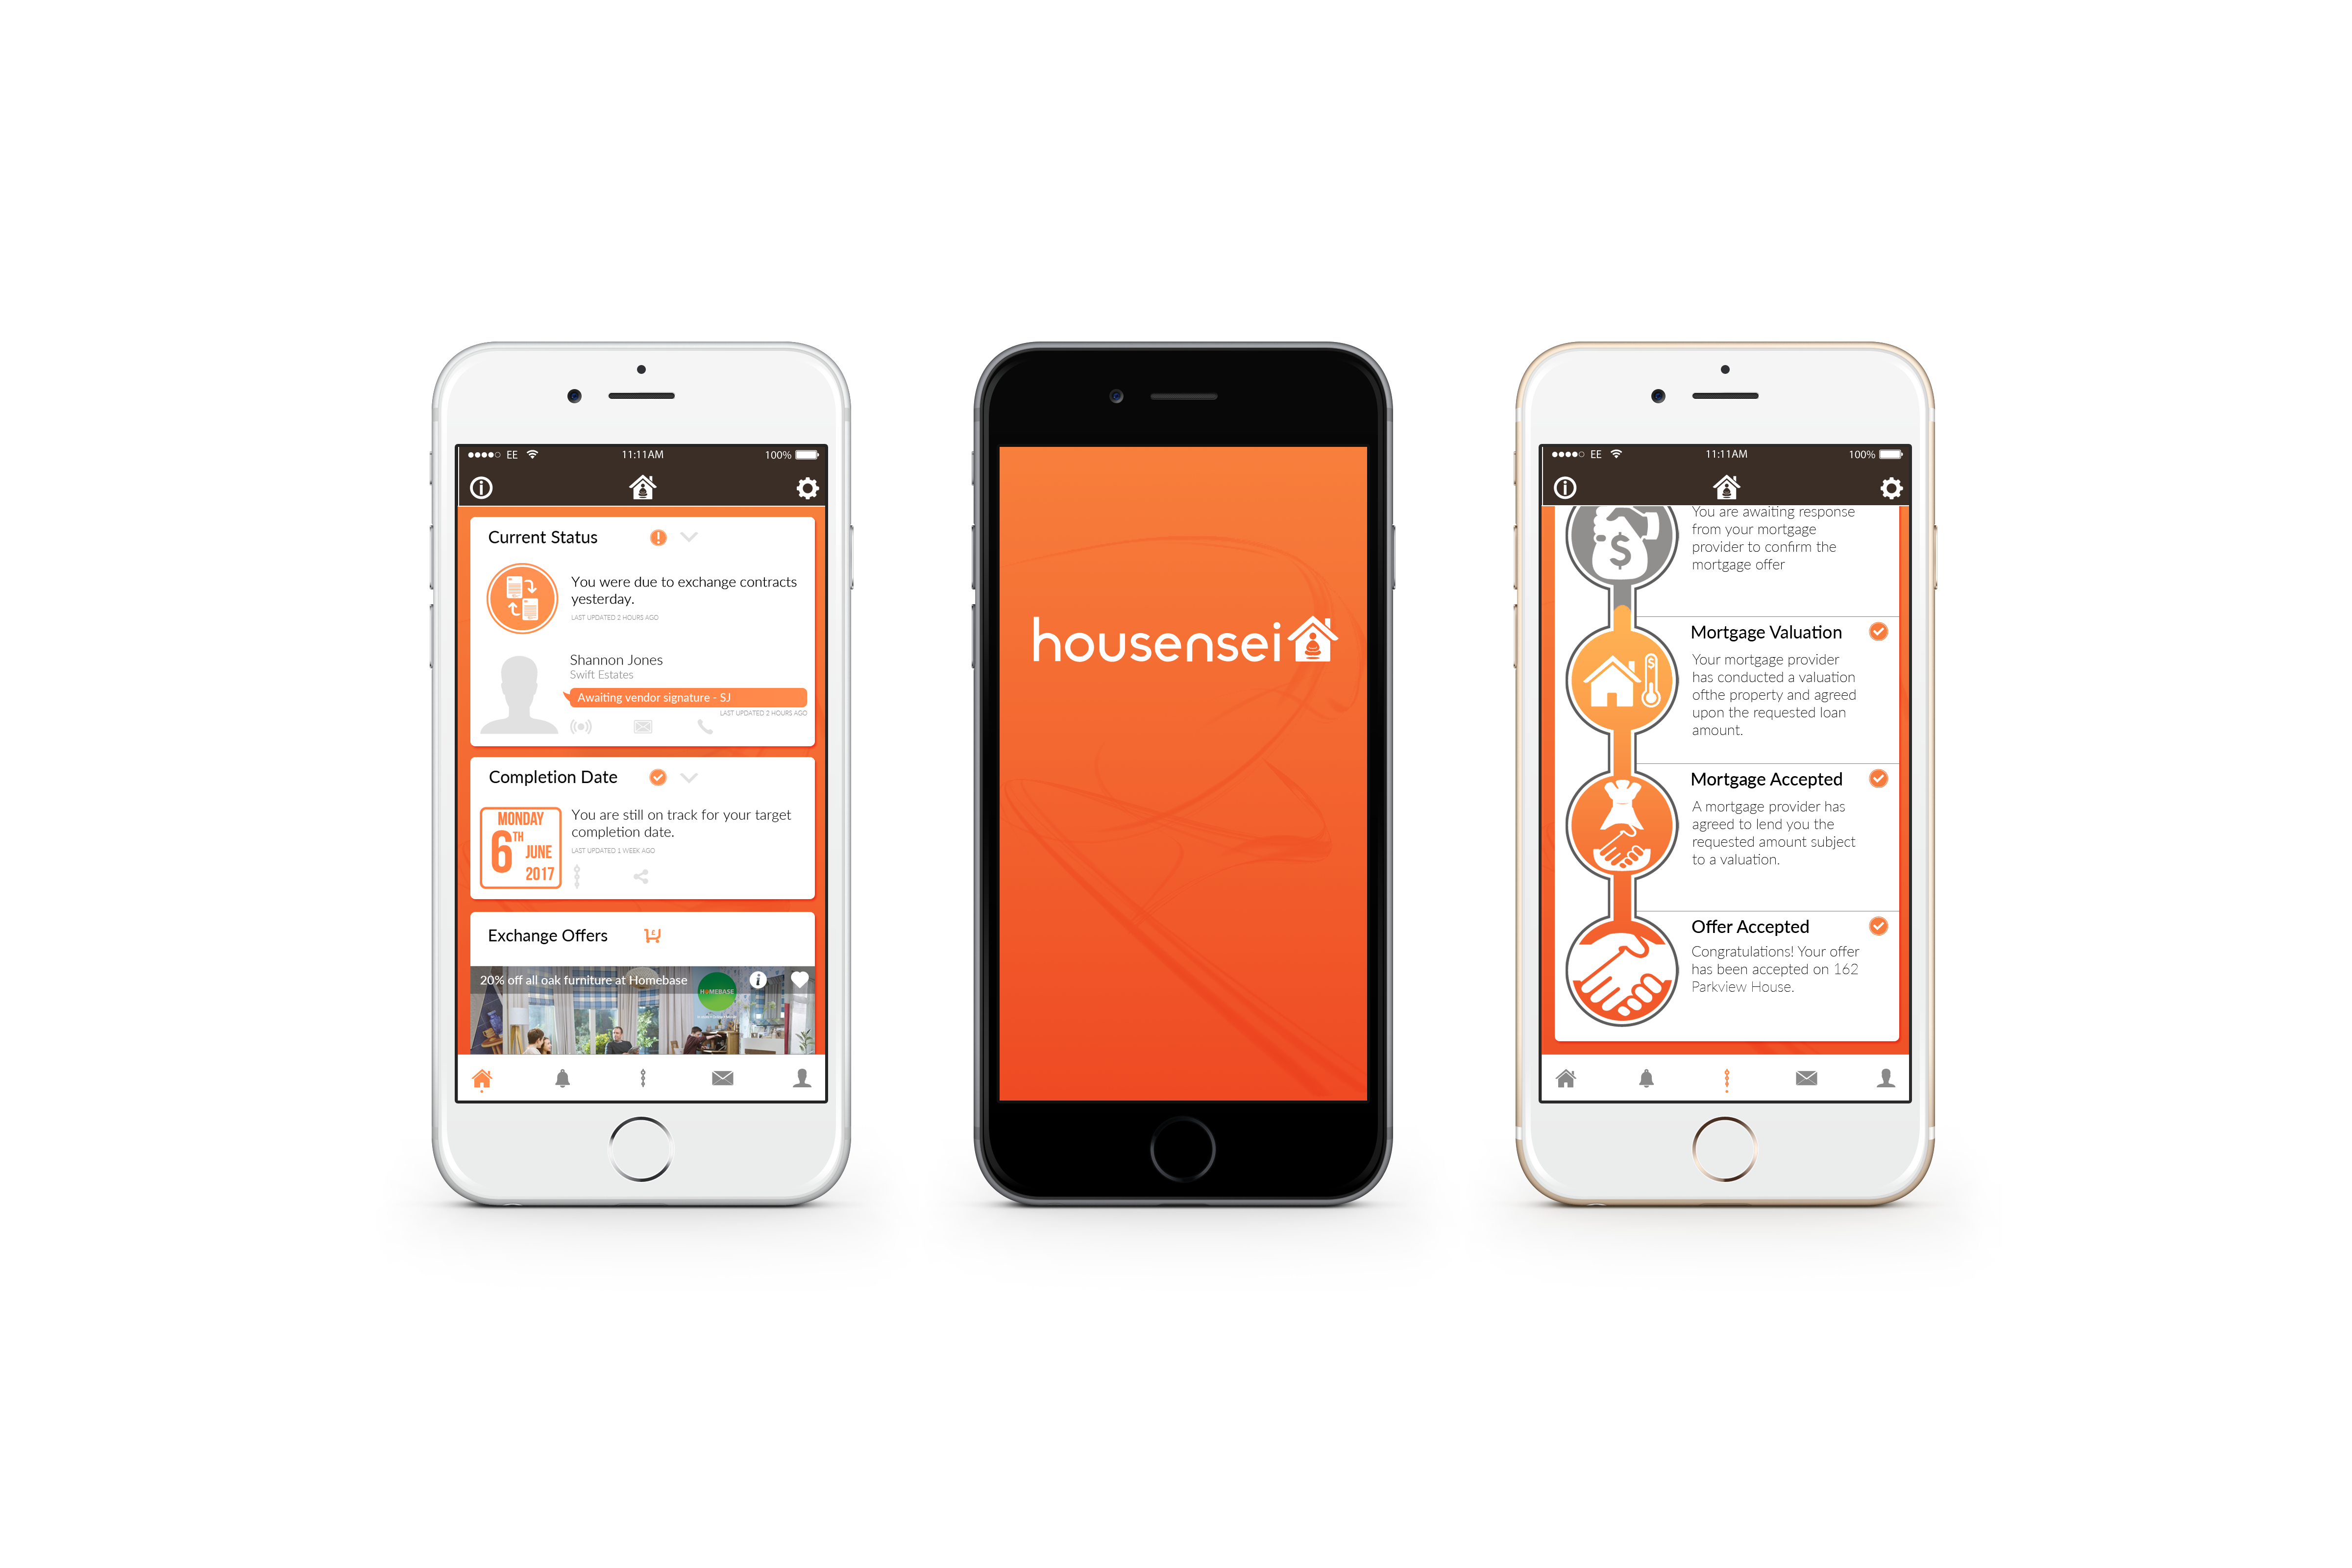 EE 11:11AM 100%
Current Status
You were due to exchange contracts
yesterday.
LAST UPDATED 2 HOURS AGO
Shannon Jones
Swift Estates
Awaiting vendor signature - SJ
LAST UPDATED 2 HOURS AGO
Completion Date
MONDAY
6TH
JUNE
2017
You are still on track for your target
completion date.
LAST UPDATED 1 WEEK AGO
Exchange Offers
20% off all oak furniture at Homebase
HOMEBASE
housensei
EE 11:11AM 100%
You are awaiting response
from your mortgage
provider to confirm the
mortgage offer
$
Mortgage Valuation
Your mortgage provider
has conducted a valuation
ofthe property and agreed
upon the requested loan
amount.
$
Mortgage Accepted
A mortgage provider has
agreed to lend you the
requested amount subject
to a valuation.
Offer Accepted
Congratulations! Your offer
has been accepted on 162
Parkview House.